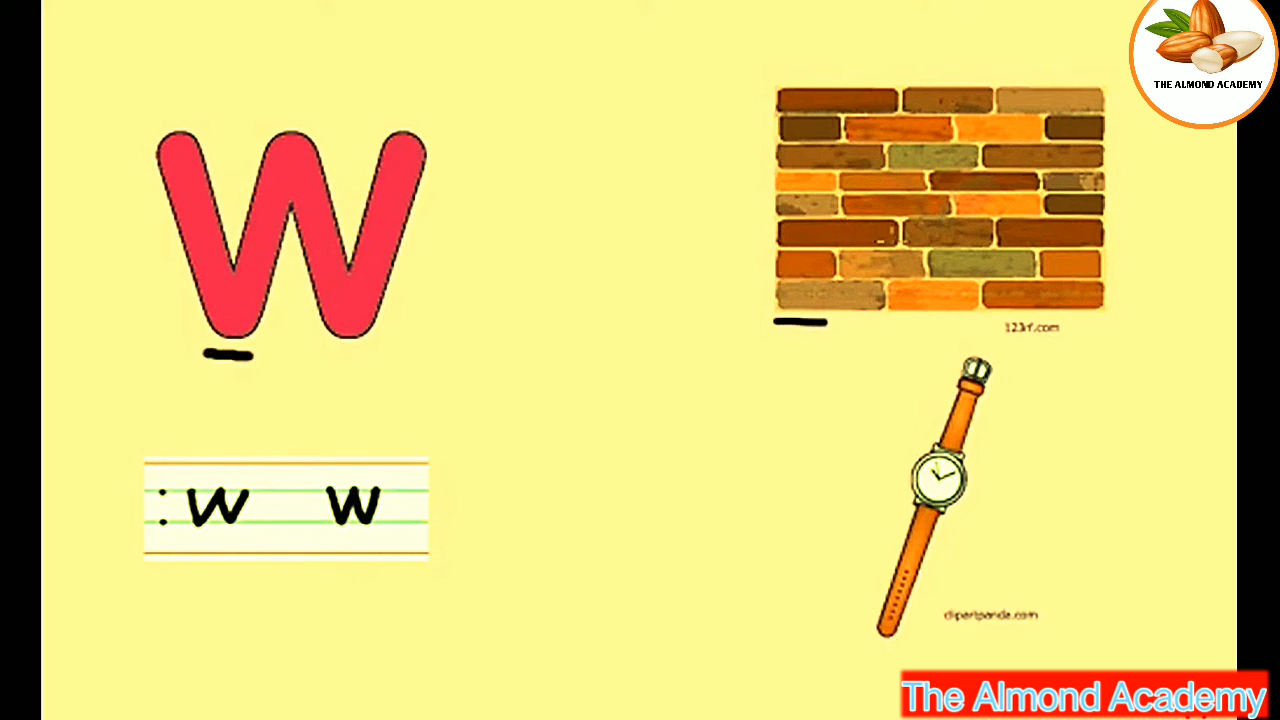 THE ALMOND ACADEMY
w
123rf.com
: w w
clipartpanda.com
The Almond Academy